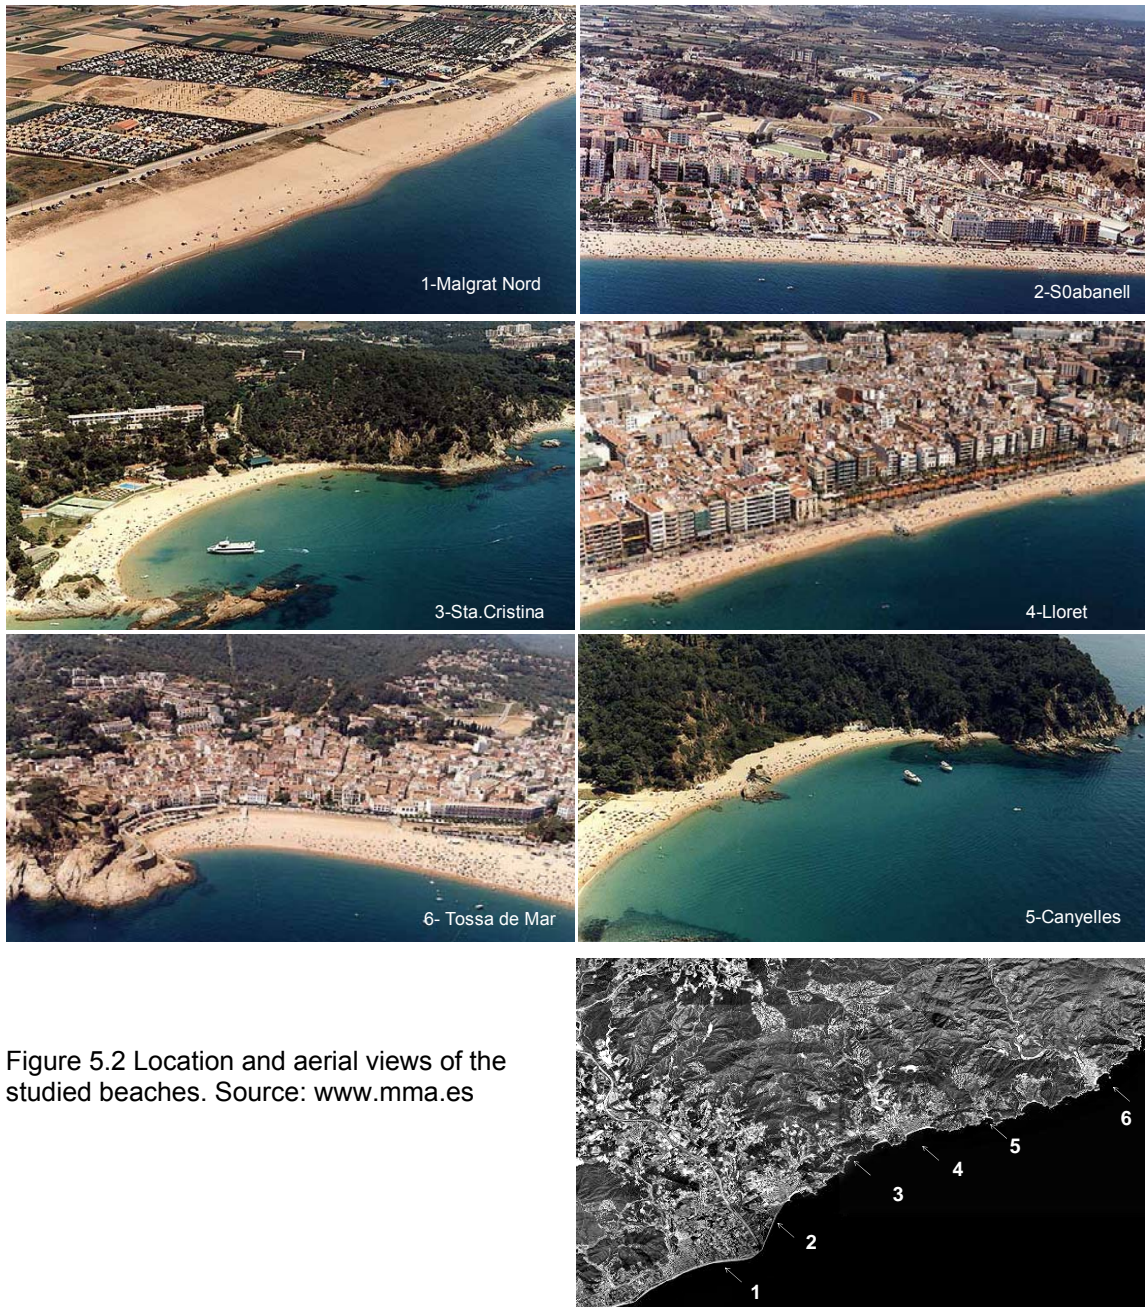 1-Malgrat Nord
2-S0abanell
3-Sta.Cristina
4-Lloret
6- Tossa de Mar
5-Canyelles
Figure 5.2 Location and aerial views of the
studied beaches. Source: www.mma.es
6
5
4
3
2
1